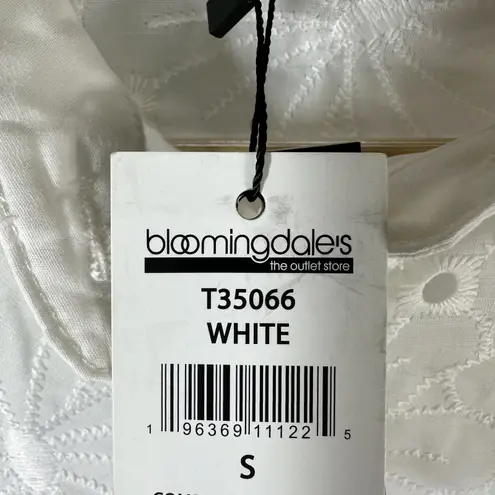 bloomingdale's
the outlet store
T35066
WHITE
1 96369 11122 5
S